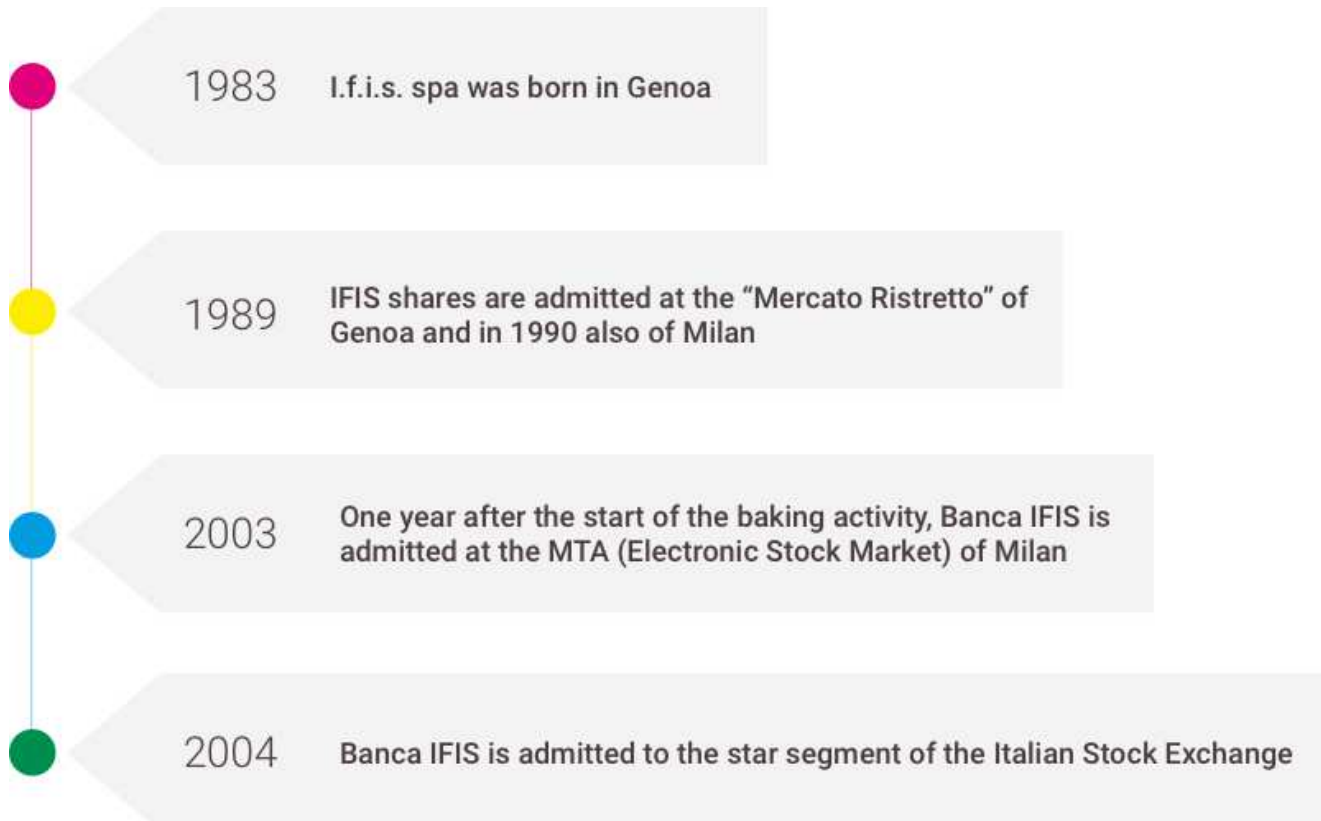 1983
I.f.i.s. spa was born in Genoa
1989
IFIS shares are admitted at the “Mercato Ristretto” of
Genoa and in 1990 also of Milan
2003
One year after the start of the baking activity, Banca IFIS is
admitted at the MTA (Electronic Stock Market) of Milan
2004
Banca IFIS is admitted to the star segment of the Italian Stock Exchange